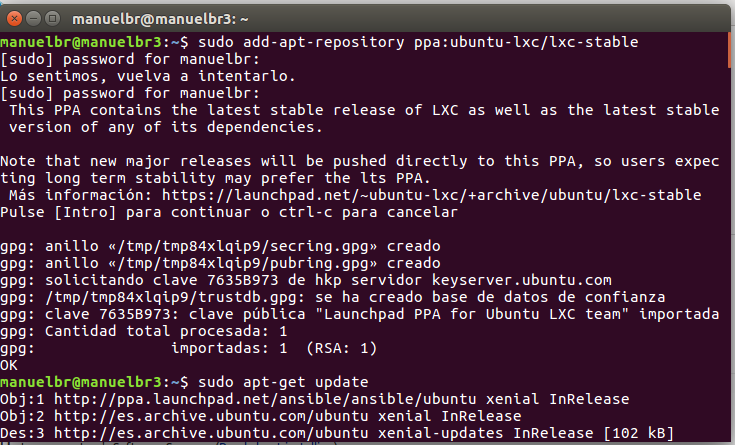 manuelbr@manuelbr3: ~
manuelbr@manuelbr3:~$ sudo add-apt-repository ppa:ubuntu-lxc/lxc-stable
[sudo] password for manuelbr:
Lo sentimos, vuelva a intentarlo.
[sudo] password for manuelbr:
This PPA contains the latest stable release of LXC as well as the latest stable
version of any of its dependencies.
Note that new major releases will be pushed directly to this PPA, so users expec
ting long term stability may prefer the lts PPA.
Más información: https://launchpad.net/~ubuntu-lxc/+archive/ubuntu/lxc-stable
Pulse [Intro] para continuar o ctrl-c para cancelar
gpg: anillo «/tmp/tmp84xlqip9/secring.gpg» creado
gpg: anillo «/tmp/tmp84xlqip9/pubring.gpg» creado
gpg: solicitando clave 7635B973 de hkp servidor keyserver.ubuntu.com
gpg: /tmp/tmp84xlqip9/trustdb.gpg: se ha creado base de datos de confianza
gpg: clave 7635B973: clave pública "Launchpad PPA for Ubuntu LXC team" importada
gpg: Cantidad total procesada: 1
gpg:               importadas: 1  (RSA: 1)
OK
manuelbr@manuelbr3:~$ sudo apt-get update
Obj:1 http://ppa.launchpad.net/ansible/ansible/ubuntu xenial InRelease
Obj:2 http://es.archive.ubuntu.com/ubuntu xenial InRelease
Des:3 http://es.archive.ubuntu.com/ubuntu xenial-updates InRelease [102 kB]